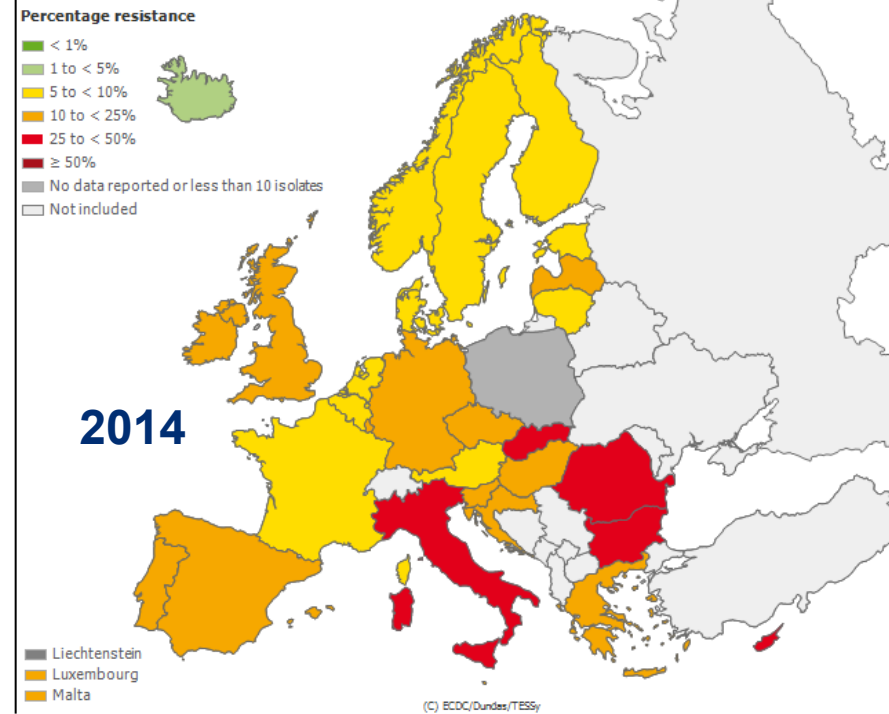 Percentage resistance
< 1%
1 to < 5%
5 to < 10%
10 to < 25%
25 to < 50%
≥ 50%
No data reported or less than 10 isolates
Not included
2014
Liechtenstein
Luxembourg
Malta
(C) ECDC/Dundas/TESSy